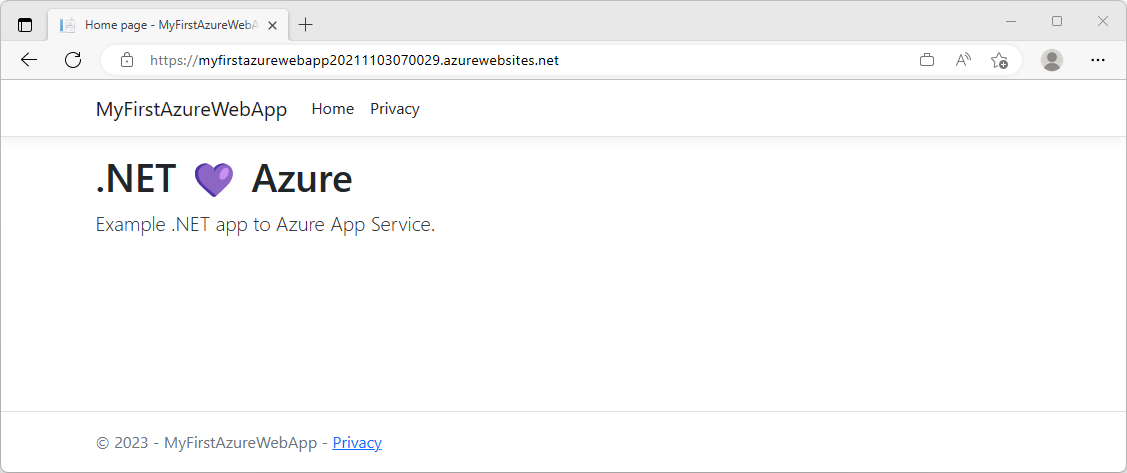 Home page - MyFirstAzureWebA
https://myfirstazurewebapp20211103070029.azurewebsites.net
MyFirstAzureWebApp Home Privacy
.NET 💜 Azure
Example .NET app to Azure App Service.
© 2023 - MyFirstAzureWebApp - Privacy